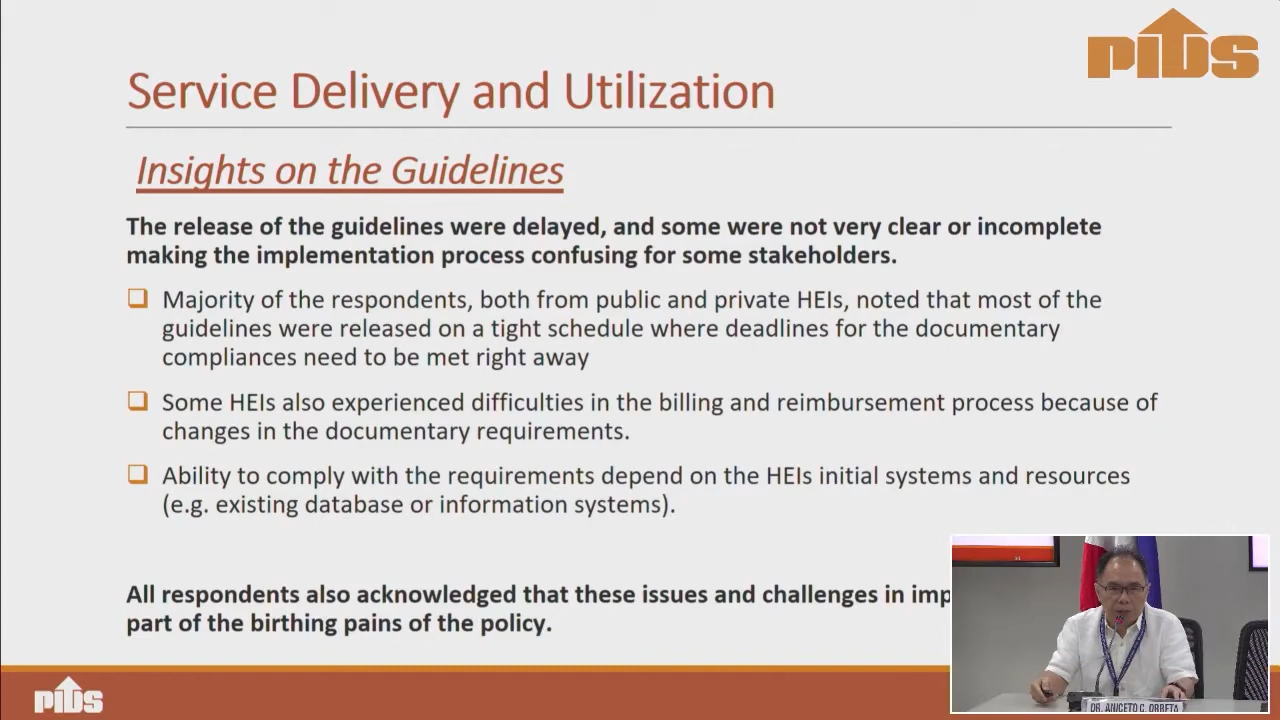 PIDS
Service Delivery and Utilization
Insights on the Guidelines
The release of the guidelines were delayed, and some were not very clear or incomplete
making the implementation process confusing for some stakeholders.
❑ Majority of the respondents, both from public and private HEIs, noted that most of the
guidelines were released on a tight schedule where deadlines for the documentary
compliances need to be met right away
❑ Some HEIs also experienced difficulties in the billing and reimbursement process because of
changes in the documentary requirements.
❑ Ability to comply with the requirements depend on the HEIs initial systems and resources
(e.g. existing database or information systems).
All respondents also acknowledged that these issues and challenges in imp
part of the birthing pains of the policy.
PIDS
DR. ANICETO C. ORBETA